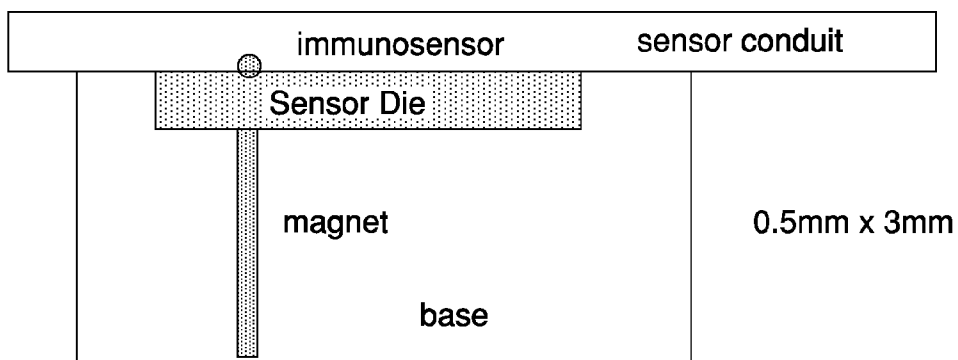 immunosensor sensor conduit
Sensor Die
magnet 0.5mm x 3mm
base